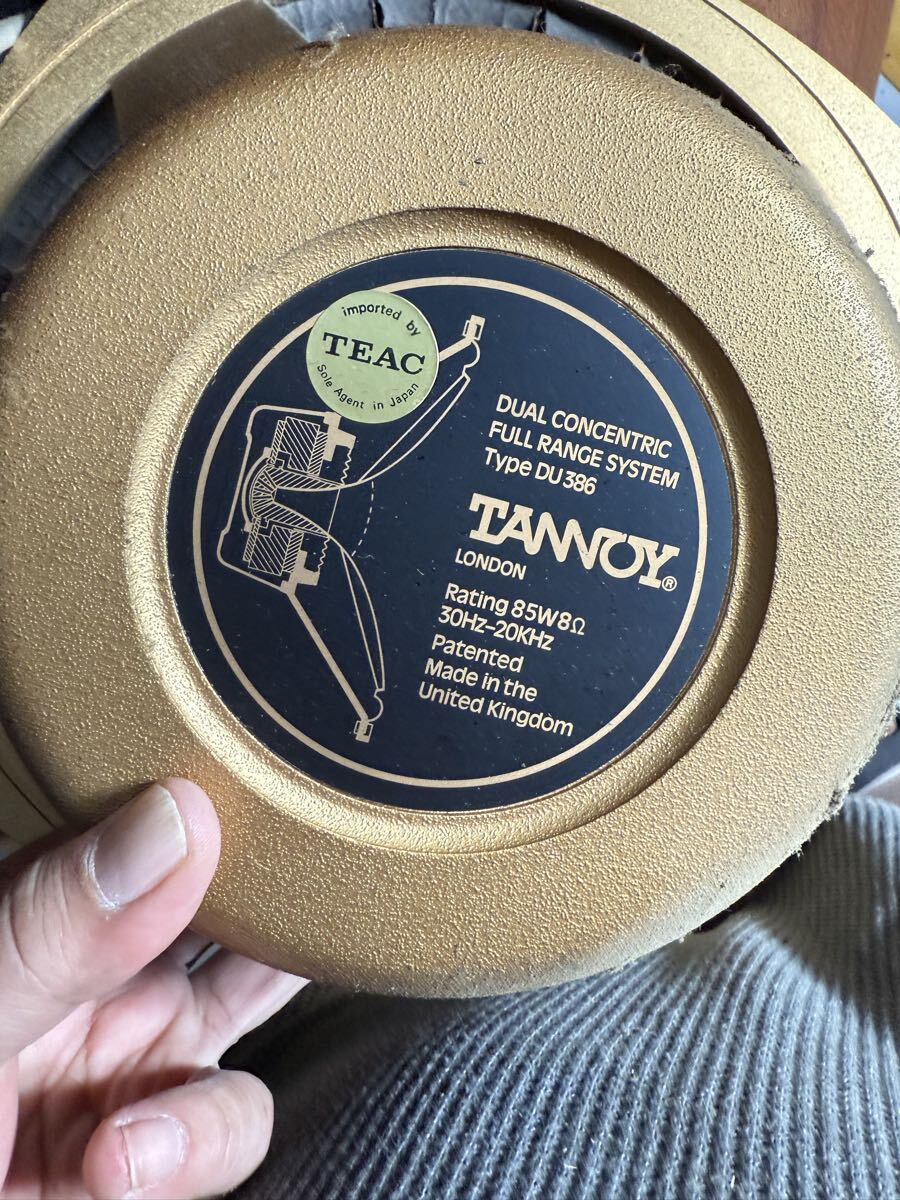 imported by
TEAC
Sole Agent in Japan
DUAL CONCENTRIC
FULL RANGE SYSTEM
Type DU386
TANNOY®
LONDON
Rating 85W8Ω
30Hz–20KHz
Patented
Made in the
United Kingdom